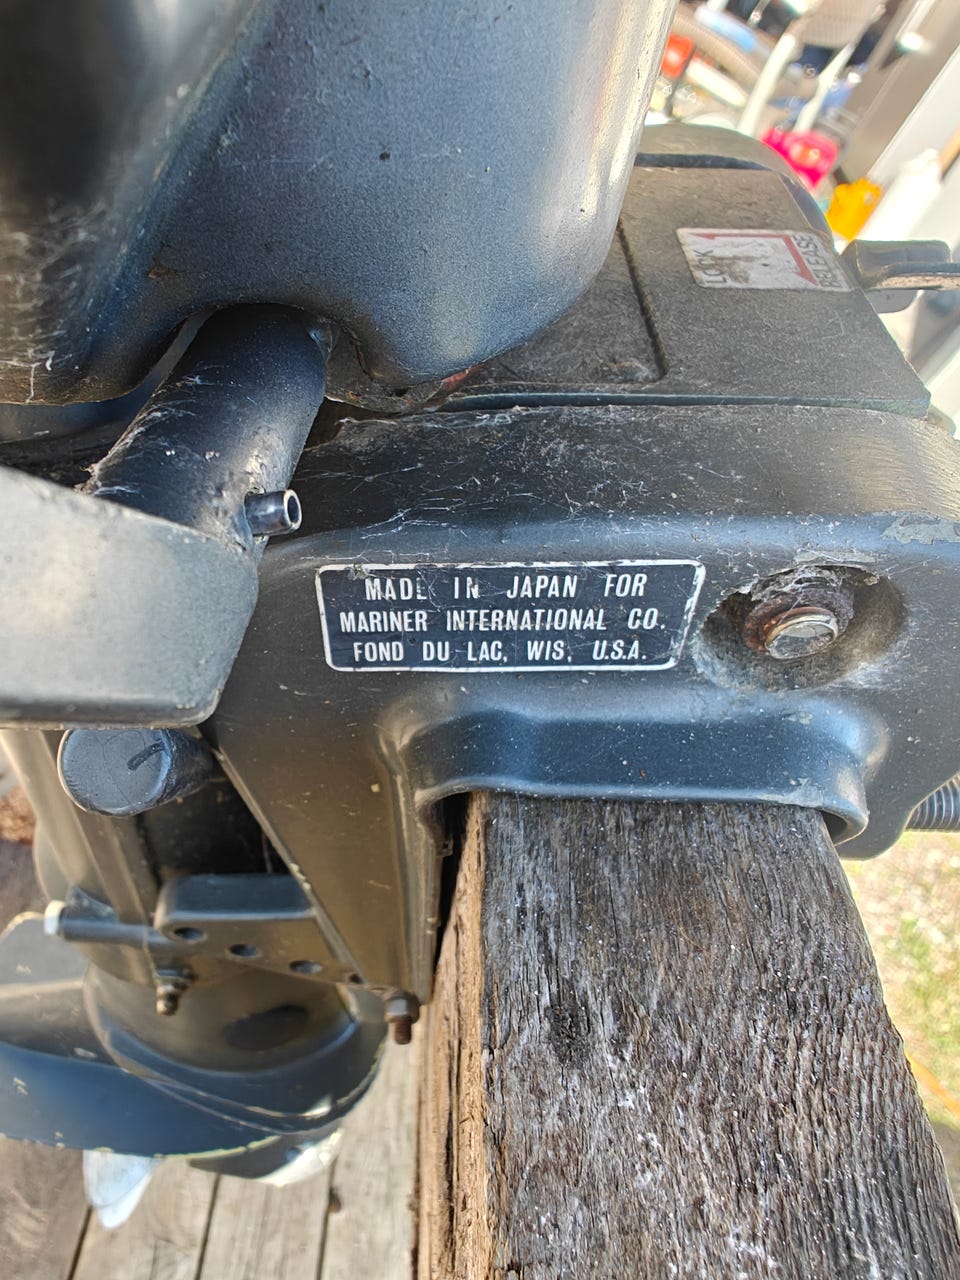 LOCK
RELEASE
MADE IN JAPAN FOR
MARINER INTERNATIONAL CO.
FOND DU LAC, WIS, U.S.A.